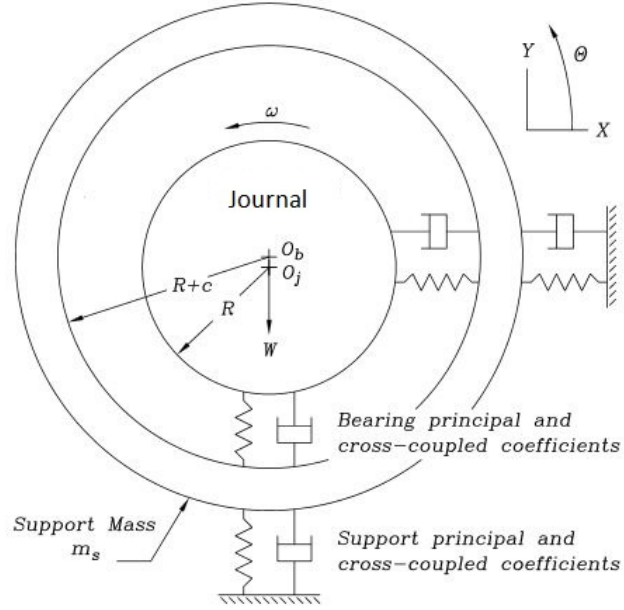 Y
Θ
X
ω
Journal
O_b
O_j
R+c
R
W
Bearing principal and
cross-coupled coefficients
Support Mass
m_s
Support principal and
cross-coupled coefficients